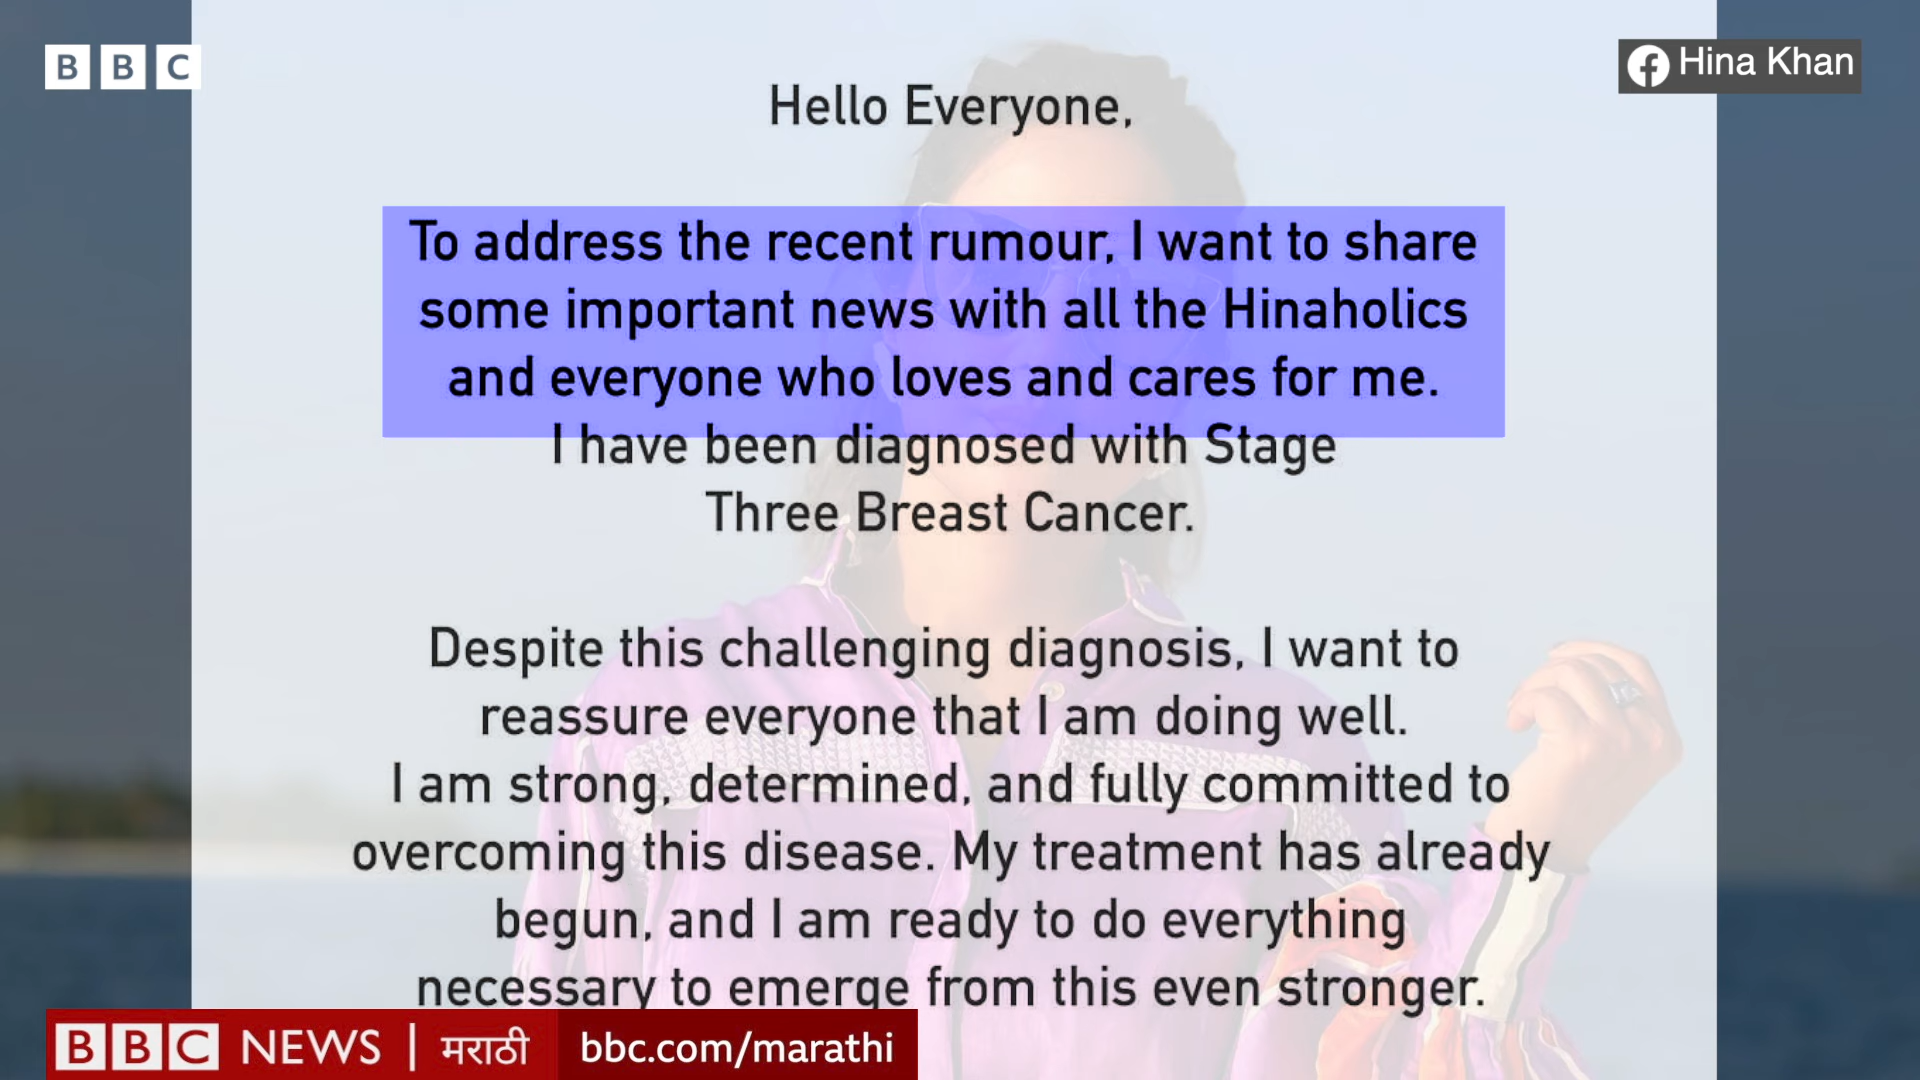 BBC
Hina Khan
Hello Everyone,
To address the recent rumour, I want to share
some important news with all the Hinaholics
and everyone who loves and cares for me.
I have been diagnosed with Stage
Three Breast Cancer.
Despite this challenging diagnosis, I want to
reassure everyone that I am doing well.
I am strong, determined, and fully committed to
overcoming this disease. My treatment has already
begun, and I am ready to do everything
necessary to emerge from this even stronger.
BBC NEWS | मराठी bbc.com/marathi